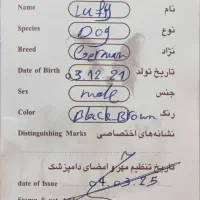 Name Lucy نام
Species Dog نوع
Breed German نژاد
Date of Birth 03.12.21 تاریخ تولد
Sex male جنس
Color Black Brown رنگ
Distinguishing Marks نشانه‌های اختصاصی
تاریخ تنظیم مهر و امضای دامپزشک
date of Issue 04.03.25